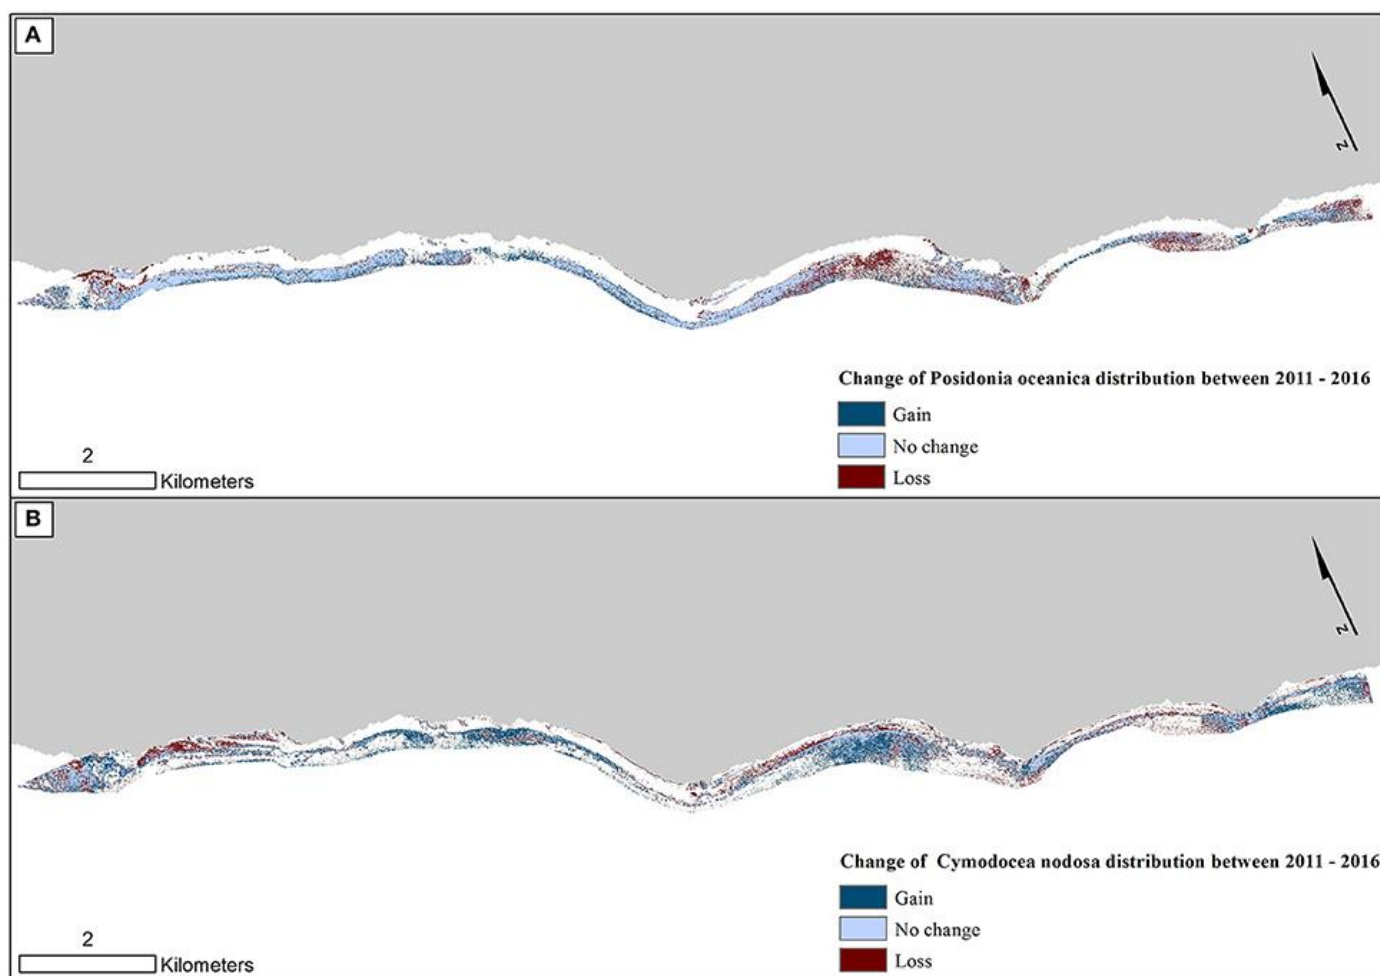 A
N
Change of Posidonia oceanica distribution between 2011 - 2016
Gain
No change
Loss
2
Kilometers
B
N
Change of Cymodocea nodosa distribution between 2011 - 2016
Gain
No change
Loss
2
Kilometers